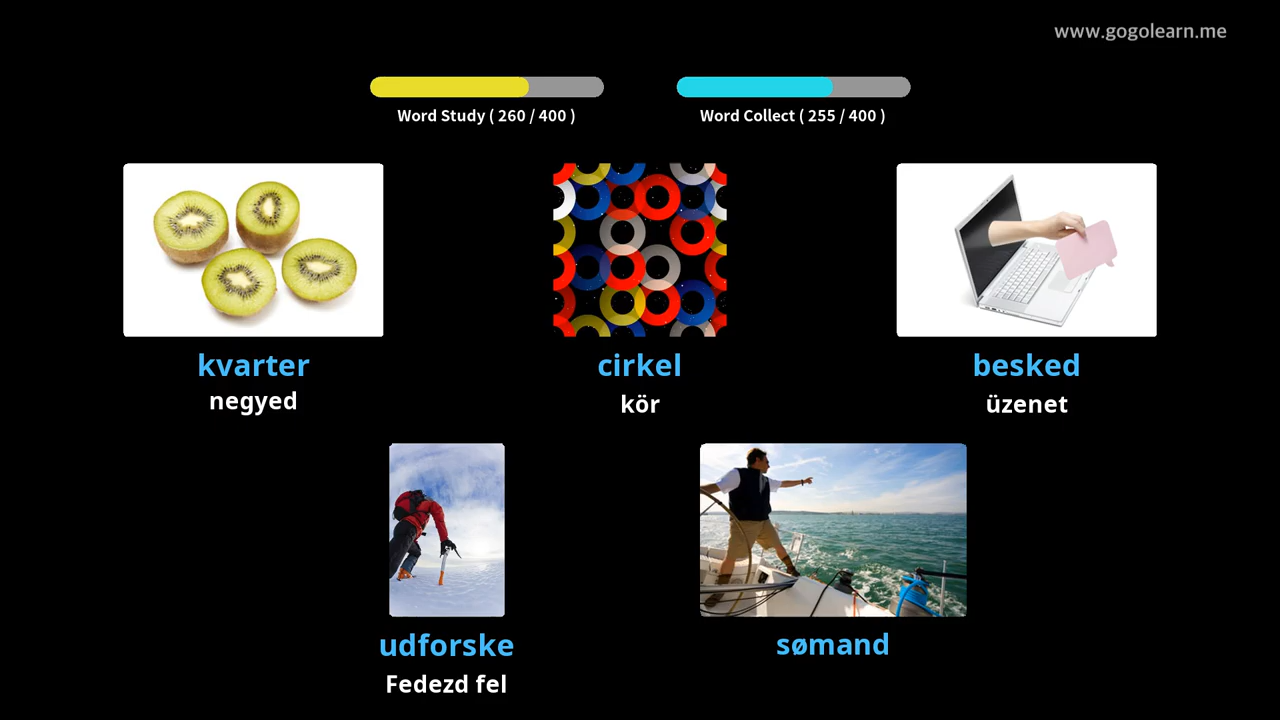 www.gogolearn.me
Word Study ( 260 / 400 )
Word Collect ( 255 / 400 )
kvarter
negyed
cirkel
kör
besked
üzenet
udforske
Fedezd fel
sømand